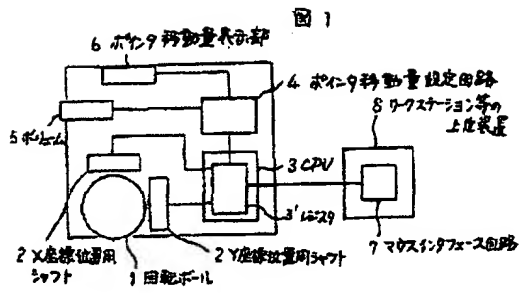 図 1
6 ポインタ移動量表示部
4 ポインタ移動量設定回路
8 ワークステーション等の
上位装置
5 ボリューム
3 CPU
3' レジスタ
2 X座標位置用
シャフト
2 Y座標位置用シャフト
1 回転ボール
7 マウスインタフェース回路